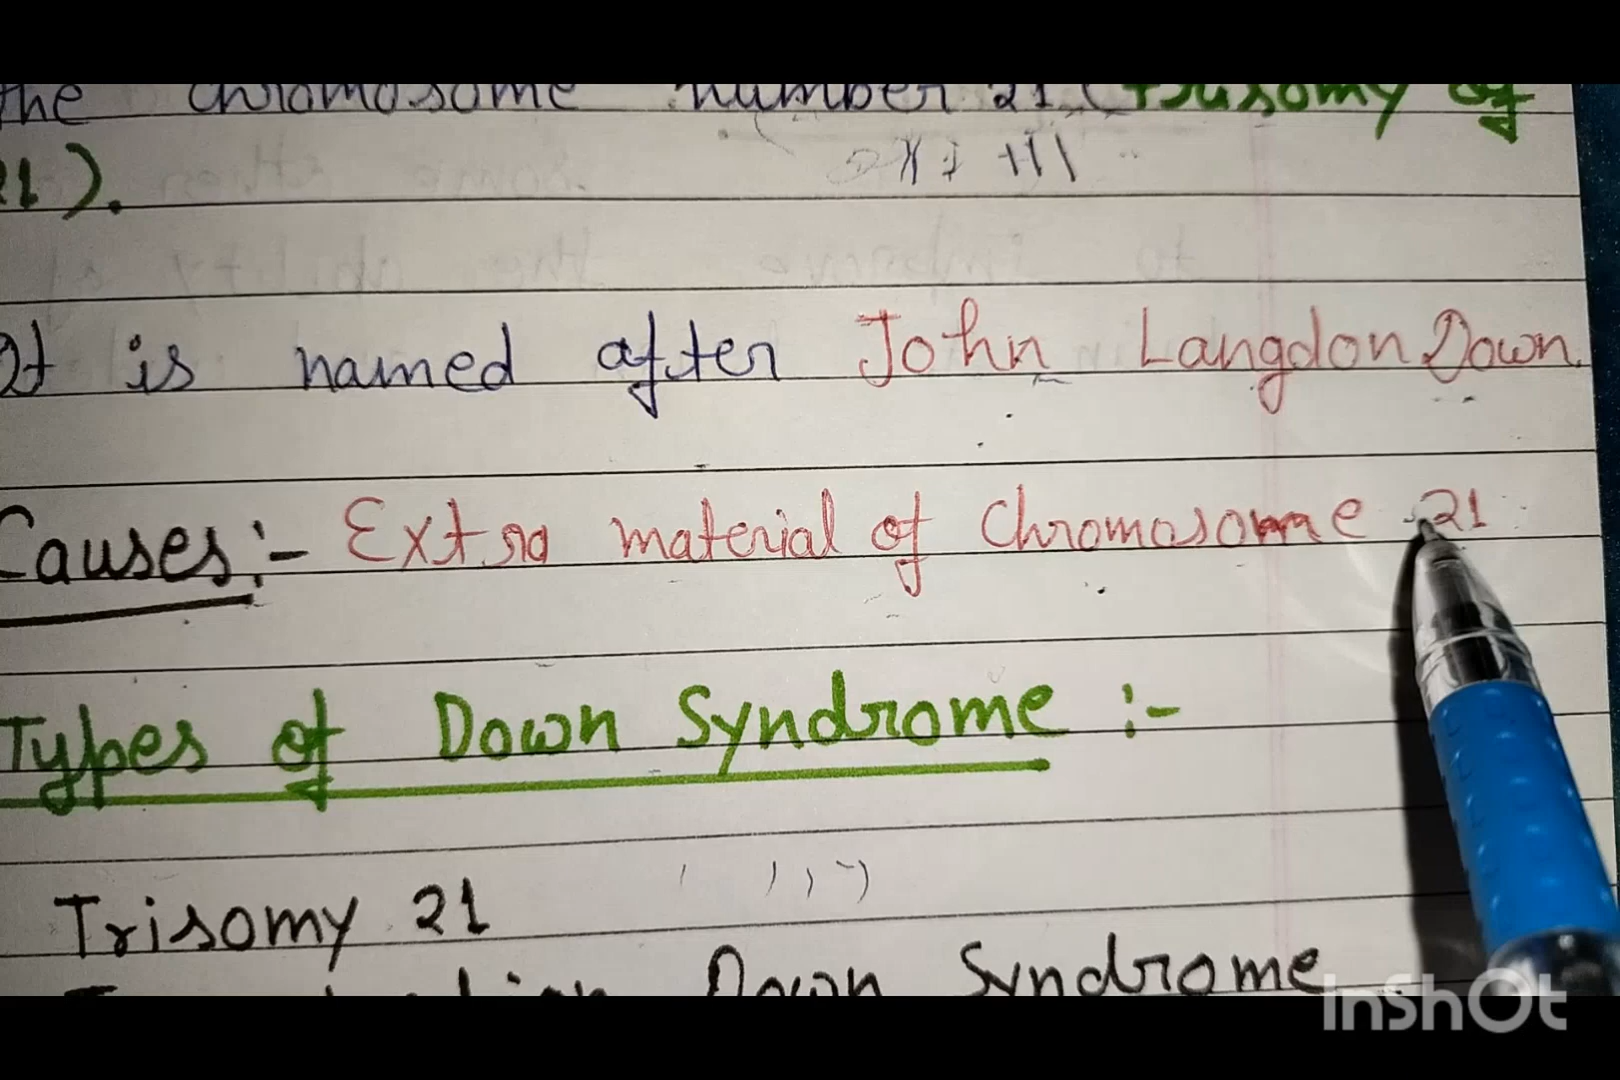 the chromosome number 21 (Trisomy of
21).
It is named after John Langdon Down.
Causes:- Extra material of Chromosome 21
Types of Down Syndrome :-
Trisomy 21
Down Syndrome
InShOt